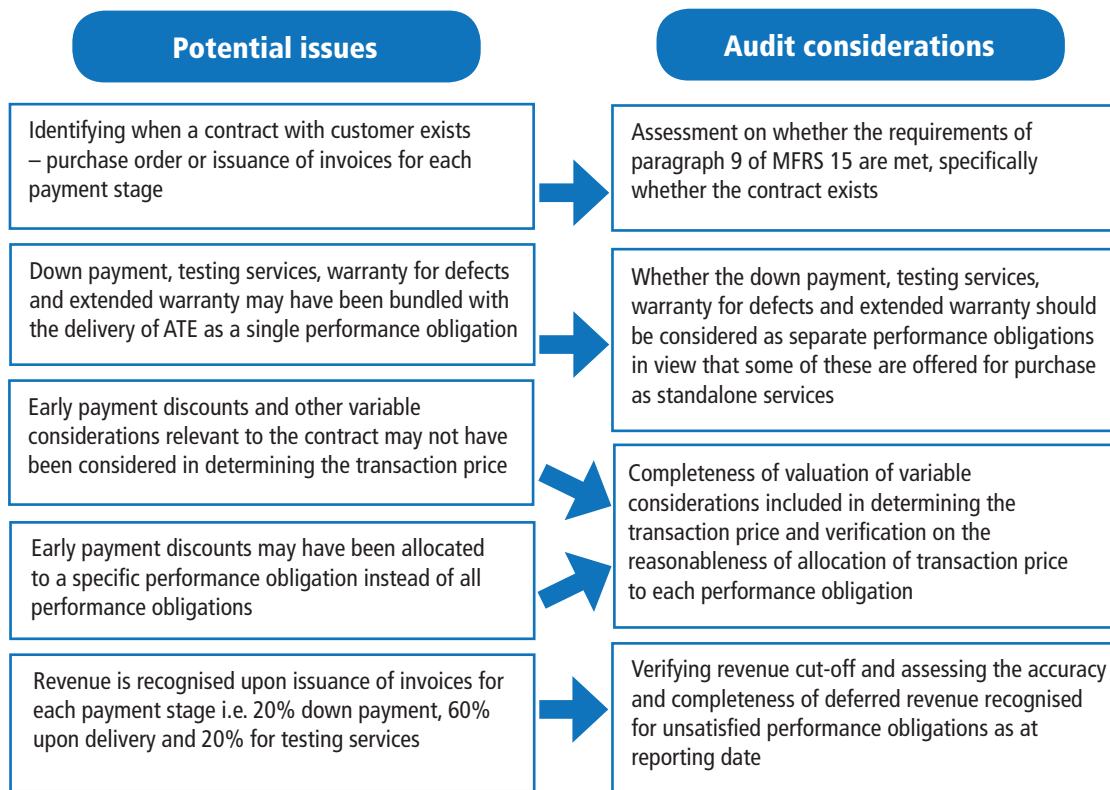 Potential issues
Audit considerations
Identifying when a contract with customer exists
– purchase order or issuance of invoices for each
payment stage
Assessment on whether the requirements of
paragraph 9 of MFRS 15 are met, specifically
whether the contract exists
Down payment, testing services, warranty for defects
and extended warranty may have been bundled with
the delivery of ATE as a single performance obligation
Whether the down payment, testing services,
warranty for defects and extended warranty should
be considered as separate performance obligations
in view that some of these are offered for purchase
as standalone services
Early payment discounts and other variable
considerations relevant to the contract may not have
been considered in determining the transaction price
Early payment discounts may have been allocated
to a specific performance obligation instead of all
performance obligations
Completeness of valuation of variable
considerations included in determining the
transaction price and verification on the
reasonableness of allocation of transaction price
to each performance obligation
Revenue is recognised upon issuance of invoices for
each payment stage i.e. 20% down payment, 60%
upon delivery and 20% for testing services
Verifying revenue cut-off and assessing the accuracy
and completeness of deferred revenue recognised
for unsatisfied performance obligations as at
reporting date